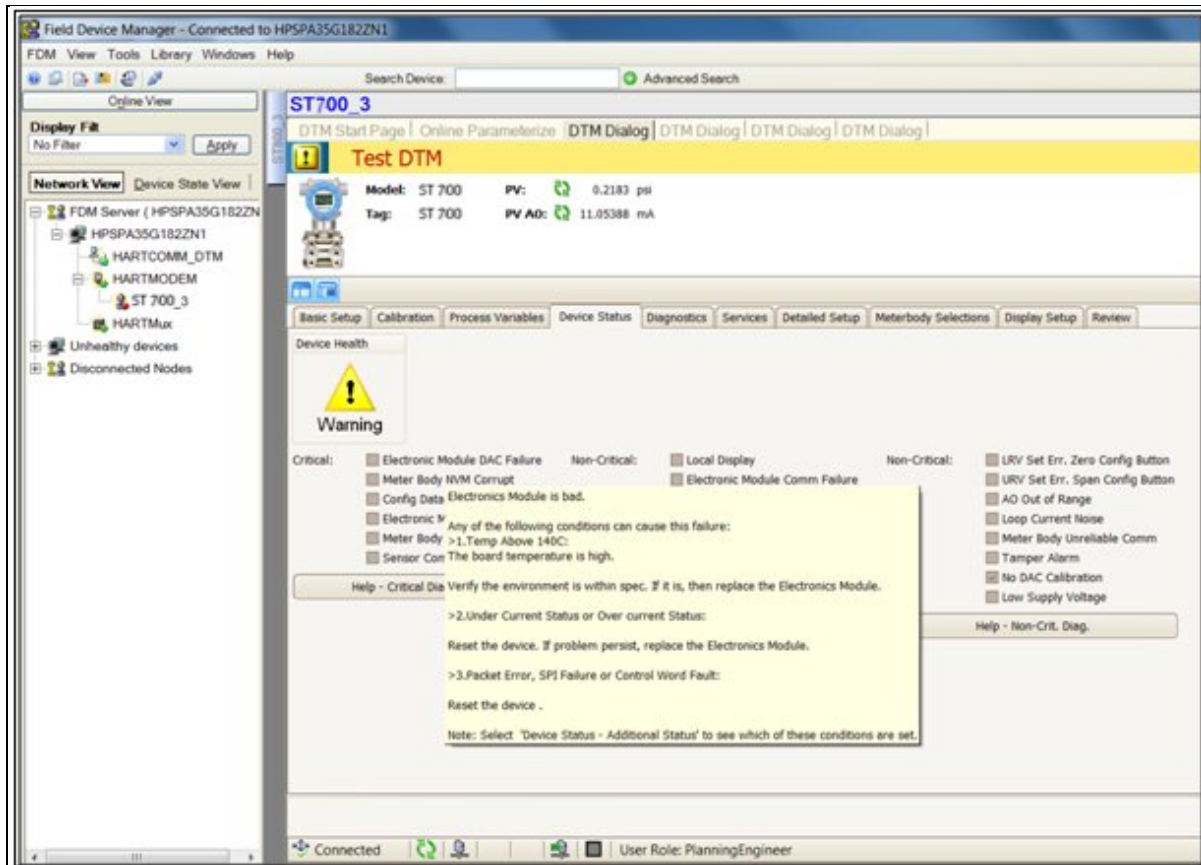 Field Device Manager - Connected to HPSPA35G182ZN1
FDM View Tools Library Windows Help
Search Device: Advanced Search
Online View
Display Filt
No Filter Apply
Network View Device State View
FDM Server ( HPSPA35G182ZN
HPSPA35G182ZN1
HARTCOMM_DTM
HARTMODEM
ST 700_3
HARTMux
Unhealthy devices
Disconnected Nodes
ST800_3
ST700_3
DTM Start Page Online Parameterize DTM Dialog DTM Dialog DTM Dialog DTM Dialog
Test DTM
Model: ST 700 PV: 0.2183 psi
Tag: ST 700 PV AO: 11.05388 mA
Basic Setup Calibration Process Variables Device Status Diagnostics Services Detailed Setup Meterbody Selections Display Setup Review
Device Health
Warning
Critical: Electronic Module DAC Failure Non-Critical: Local Display Non-Critical: LRV Set Err. Zero Config Button
Meter Body NVM Corrupt Electronic Module Comm Failure URV Set Err. Span Config Button
Config Data AO Out of Range
Electronic M Loop Current Noise
Meter Body Meter Body Unreliable Comm
Sensor Com Tamper Alarm
No DAC Calibration
Low Supply Voltage
Help - Critical Dia Help - Non-Crit. Diag.
Electronics Module is bad.
Any of the following conditions can cause this failure:
>1.Temp Above 140C:
The board temperature is high.
Verify the environment is within spec. If it is, then replace the Electronics Module.
>2.Under Current Status or Over current Status:
Reset the device. If problem persist, replace the Electronics Module.
>3.Packet Error, SPI Failure or Control Word Fault:
Reset the device .
Note: Select 'Device Status - Additional Status' to see which of these conditions are set.
Connected User Role: PlanningEngineer